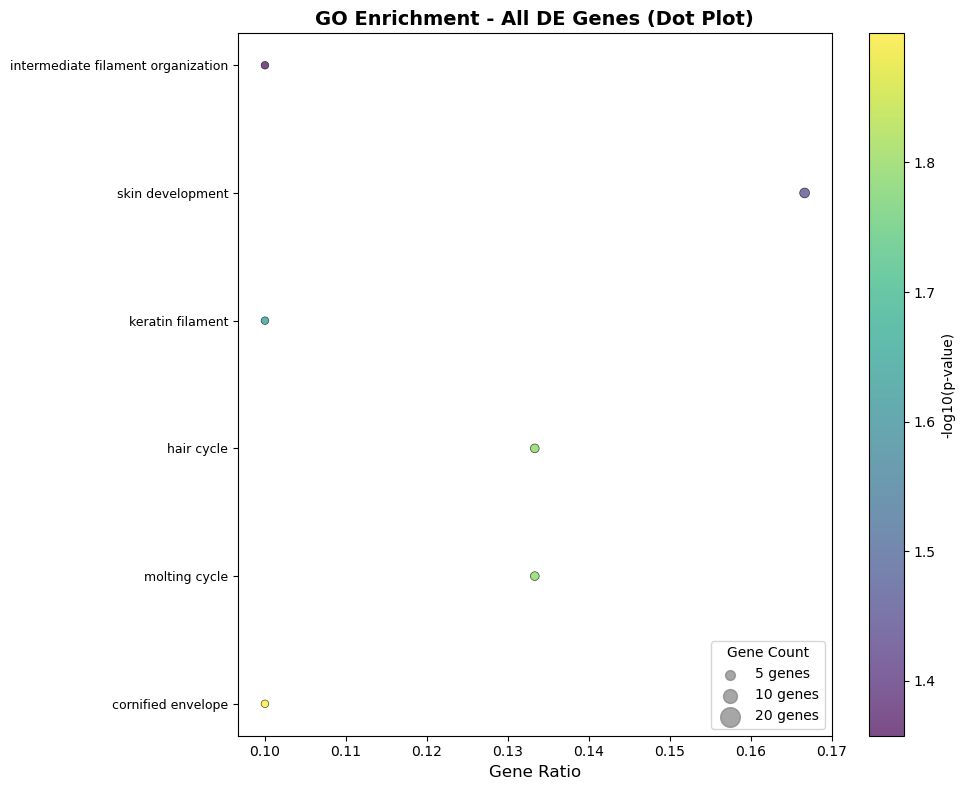 GO Enrichment - All DE Genes (Dot Plot)
intermediate filament organization
skin development
keratin filament
hair cycle
molting cycle
cornified envelope
0.10 0.11 0.12 0.13 0.14 0.15 0.16 0.17
Gene Ratio
Gene Count
5 genes
10 genes
20 genes
1.8
1.7
1.6
1.5
1.4
-log10(p-value)